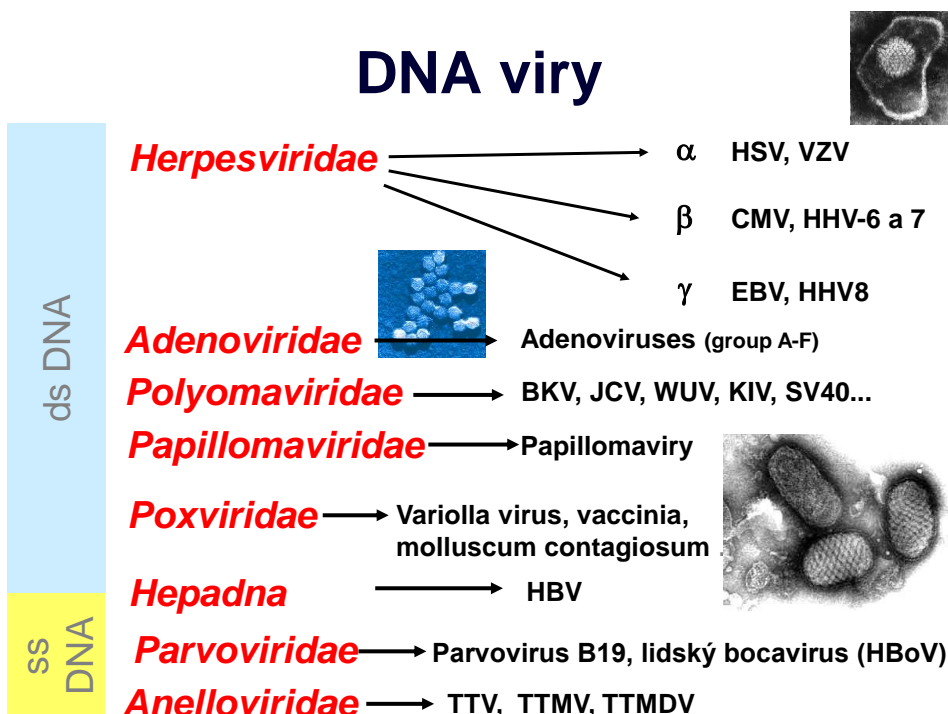 DNA viry
Herpesviridae
α HSV, VZV
β CMV, HHV-6 a 7
γ EBV, HHV8
ds DNA
Adenoviridae Adenoviruses (group A-F)
Polyomaviridae BKV, JCV, WUV, KIV, SV40...
Papillomaviridae Papillomaviry
Poxviridae Variolla virus, vaccinia,
molluscum contagiosum
Hepadna HBV
ss
DNA
Parvoviridae Parvovirus B19, lidský bocavirus (HBoV)
Anelloviridae TTV, TTMV, TTMDV